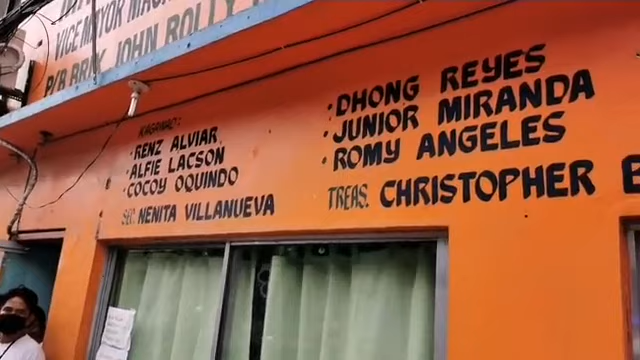 VICE MAYOR
P/B BRGY. JOHN ROLLY
KAGAWAD:
• RENZ ALVIAR
• ALFIE LACSON
• COCOY OQUINDO
SEC. NENITA VILLANUEVA
• DHONG REYES
• JUNIOR MIRANDA
• ROMY ANGELES
TREAS. CHRISTOPHER